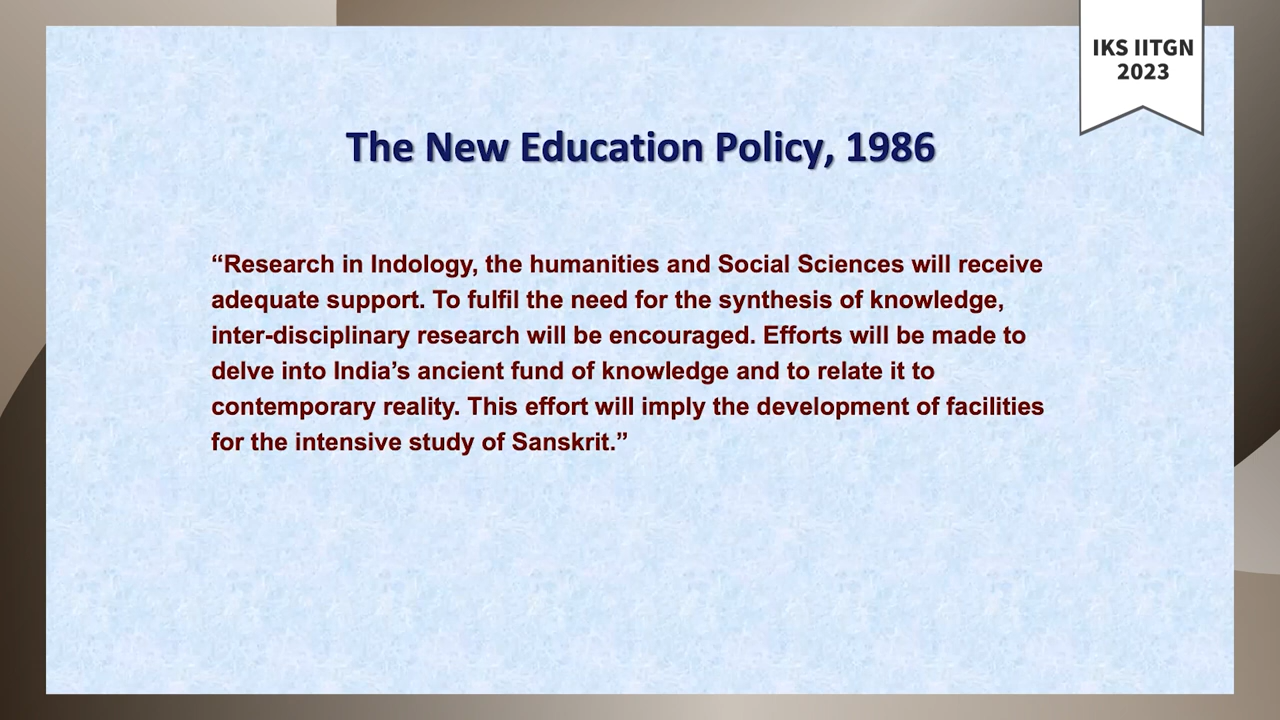 IKS IITGN
2023
The New Education Policy, 1986
“Research in Indology, the humanities and Social Sciences will receive
adequate support. To fulfil the need for the synthesis of knowledge,
inter-disciplinary research will be encouraged. Efforts will be made to
delve into India’s ancient fund of knowledge and to relate it to
contemporary reality. This effort will imply the development of facilities
for the intensive study of Sanskrit.”